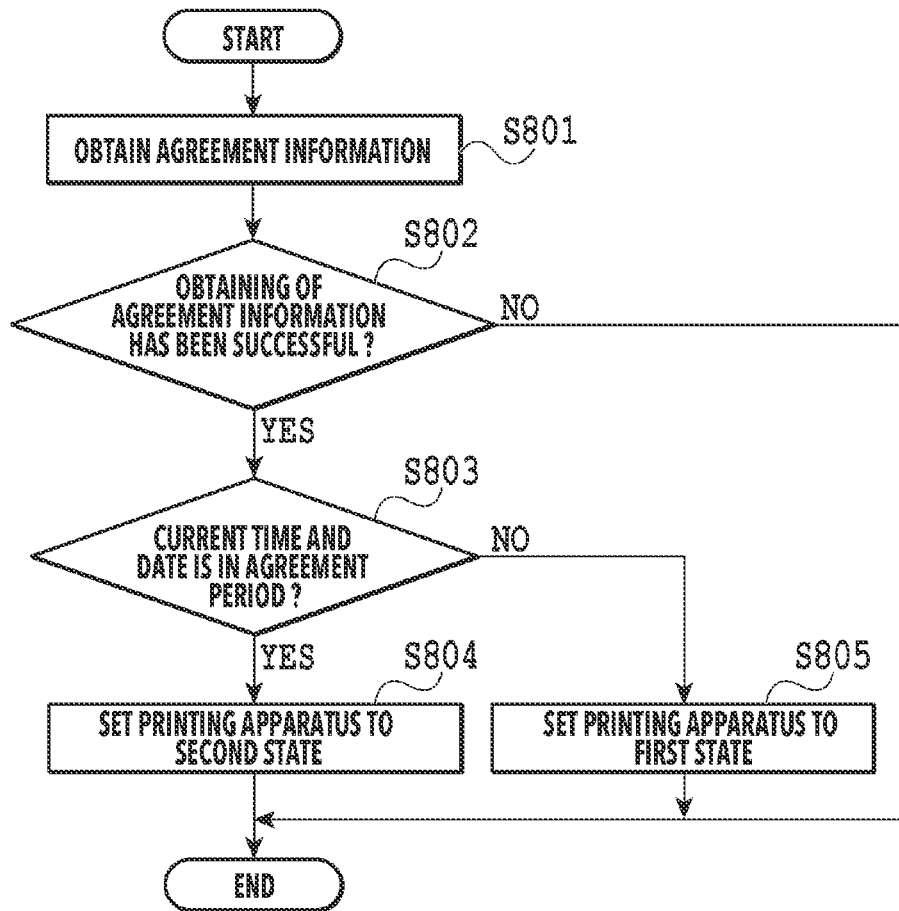 START
OBTAIN AGREEMENT INFORMATION
S801
S802
OBTAINING OF
AGREEMENT INFORMATION
HAS BEEN SUCCESSFUL ?
NO
YES
S803
CURRENT TIME AND
DATE IS IN AGREEMENT
PERIOD ?
NO
YES
S804
SET PRINTING APPARATUS TO
SECOND STATE
S805
SET PRINTING APPARATUS TO
FIRST STATE
END